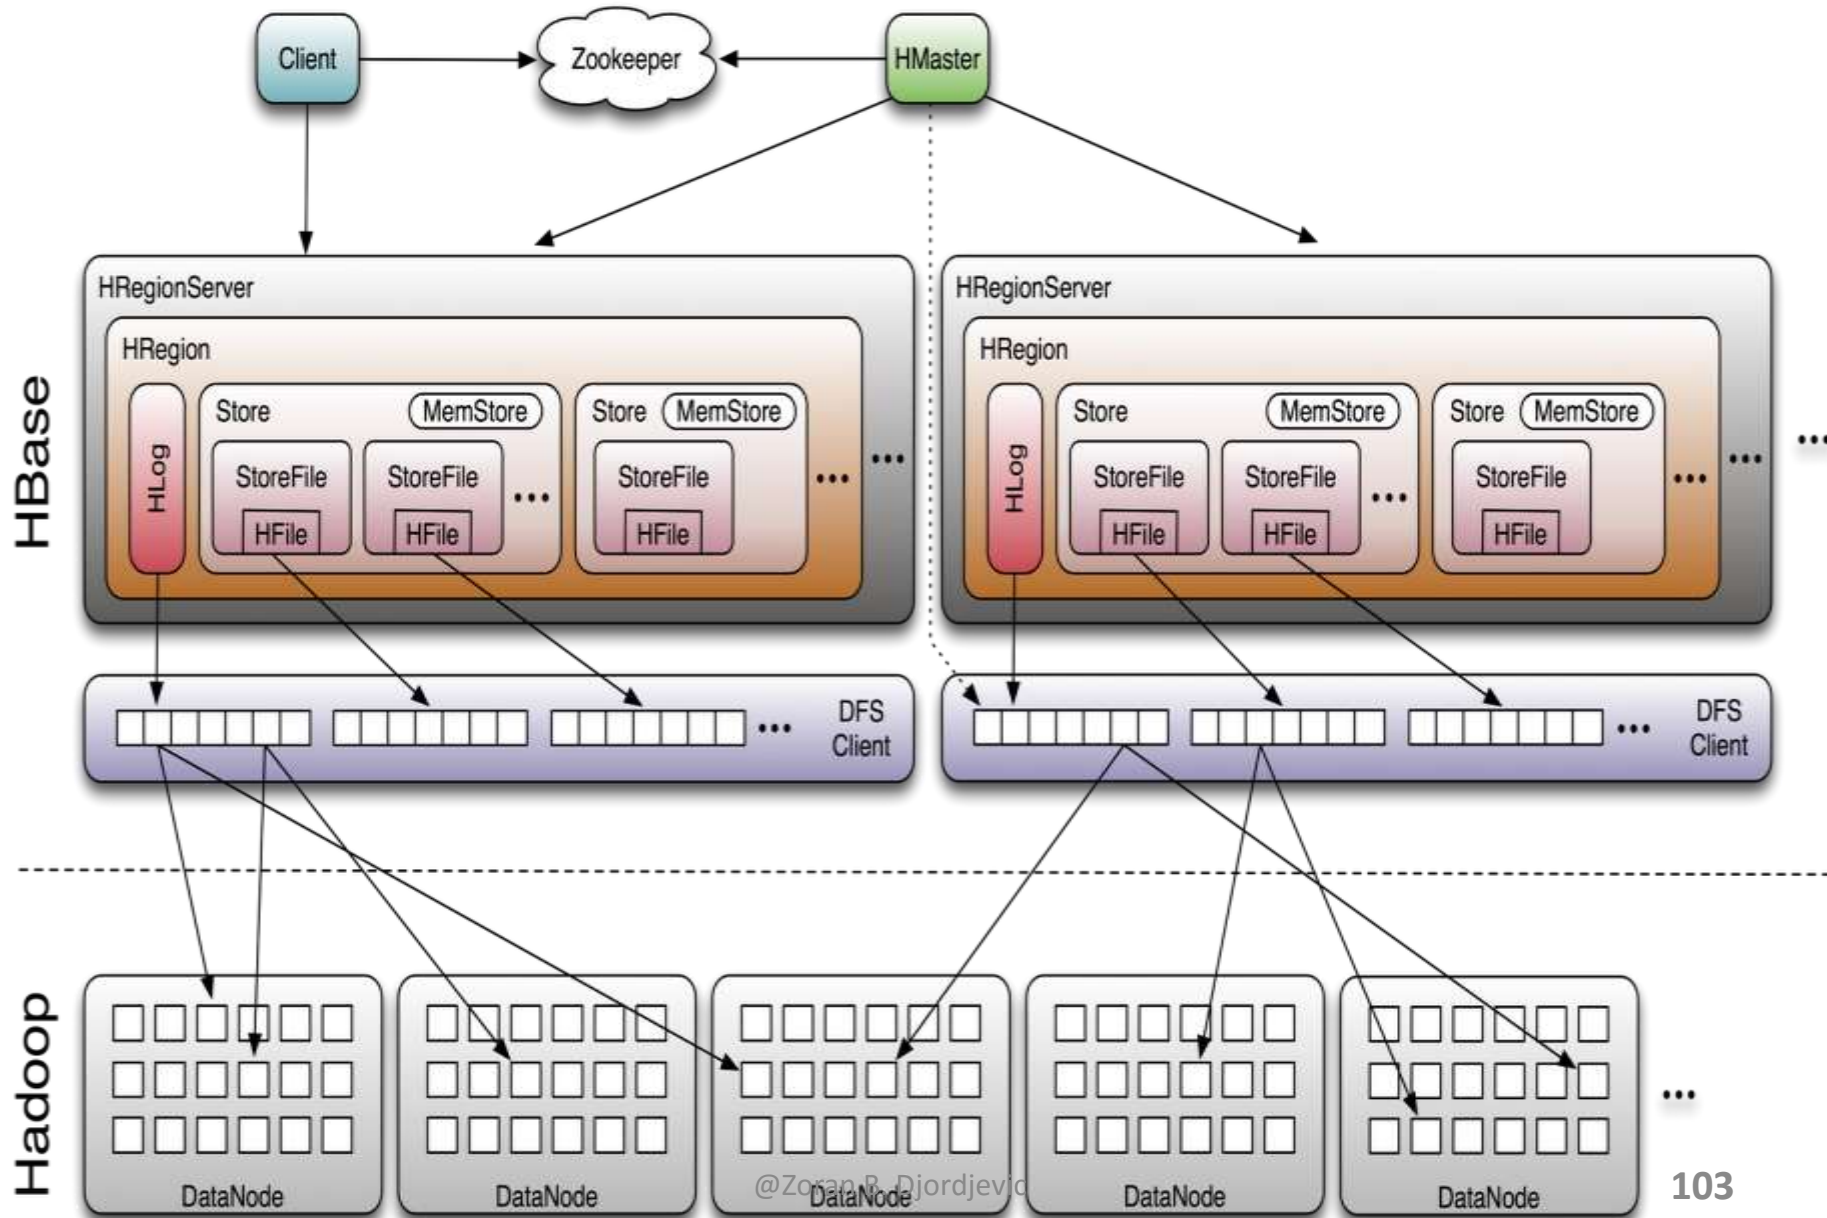 Client
Zookeeper
HMaster
HBase
HRegionServer
HRegion
HLog
Store
MemStore
StoreFile
HFile
StoreFile
HFile
...
Store
MemStore
StoreFile
HFile
...
...
HRegionServer
HRegion
HLog
Store
MemStore
StoreFile
HFile
StoreFile
HFile
...
Store
MemStore
StoreFile
HFile
...
...
...
...
DFS
Client
...
DFS
Client
Hadoop
DataNode
DataNode
DataNode
DataNode
DataNode
...
@Zoran B. Djordjevic
103